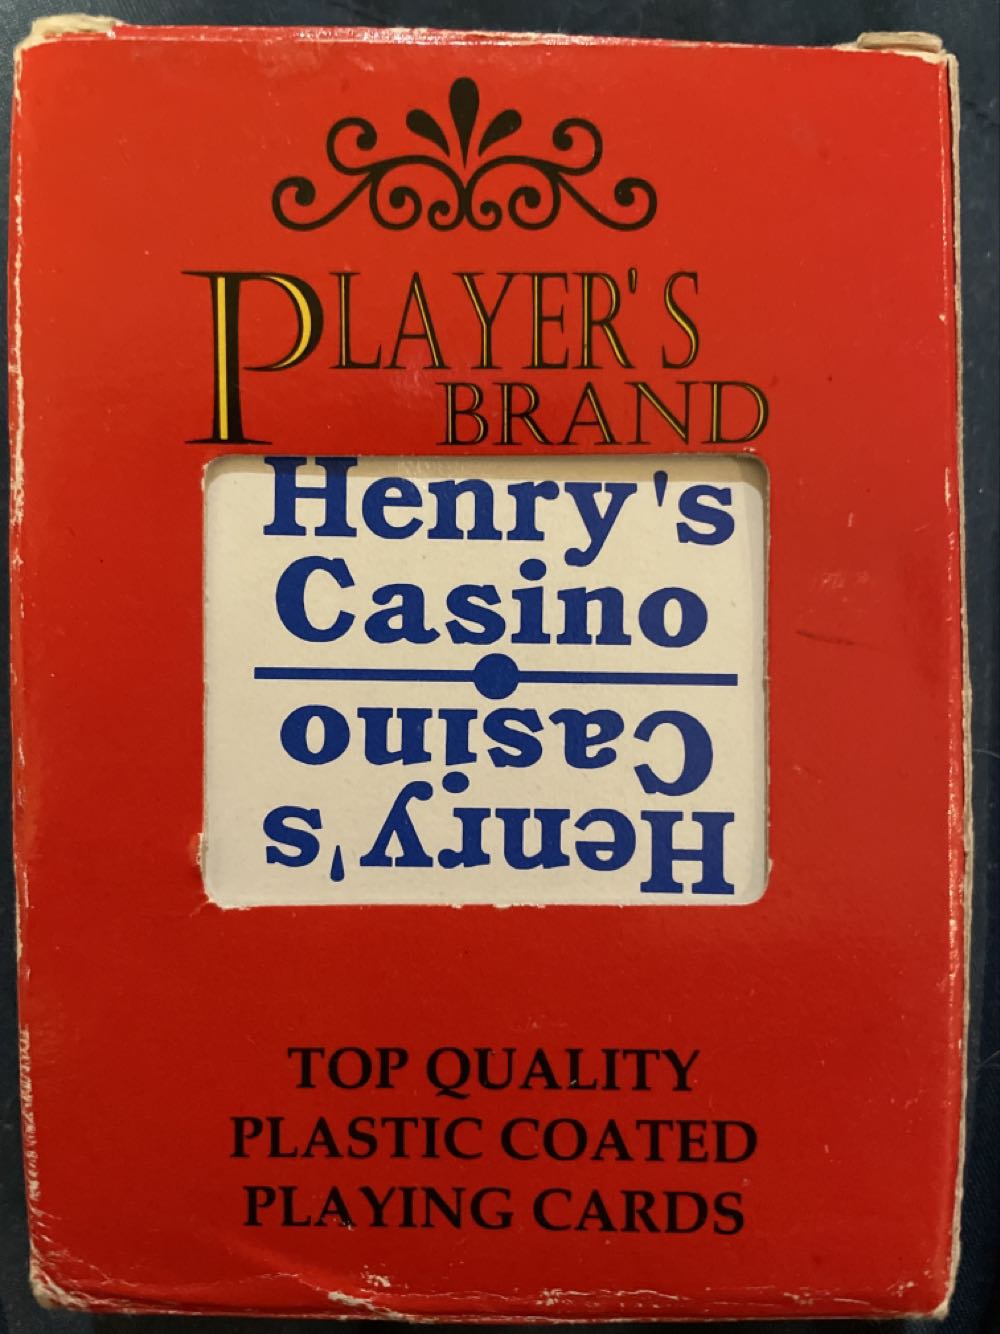 PLAYER'S
BRAND
Henry's
Casino
Casino
Henry's
TOP QUALITY
PLASTIC COATED
PLAYING CARDS